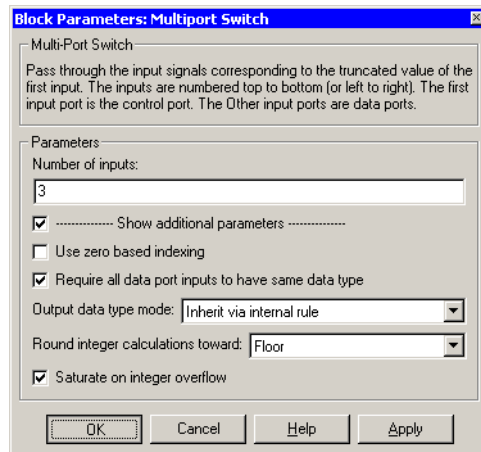 Block Parameters: Multiport Switch
Multi-Port Switch
Pass through the input signals corresponding to the truncated value of the
first input. The inputs are numbered top to bottom (or left to right). The first
input port is the control port. The Other input ports are data ports.
Parameters
Number of inputs:
3
-------------- Show additional parameters --------------
Use zero based indexing
Require all data port inputs to have same data type
Output data type mode: Inherit via internal rule
Round integer calculations toward: Floor
Saturate on integer overflow
OK Cancel Help Apply